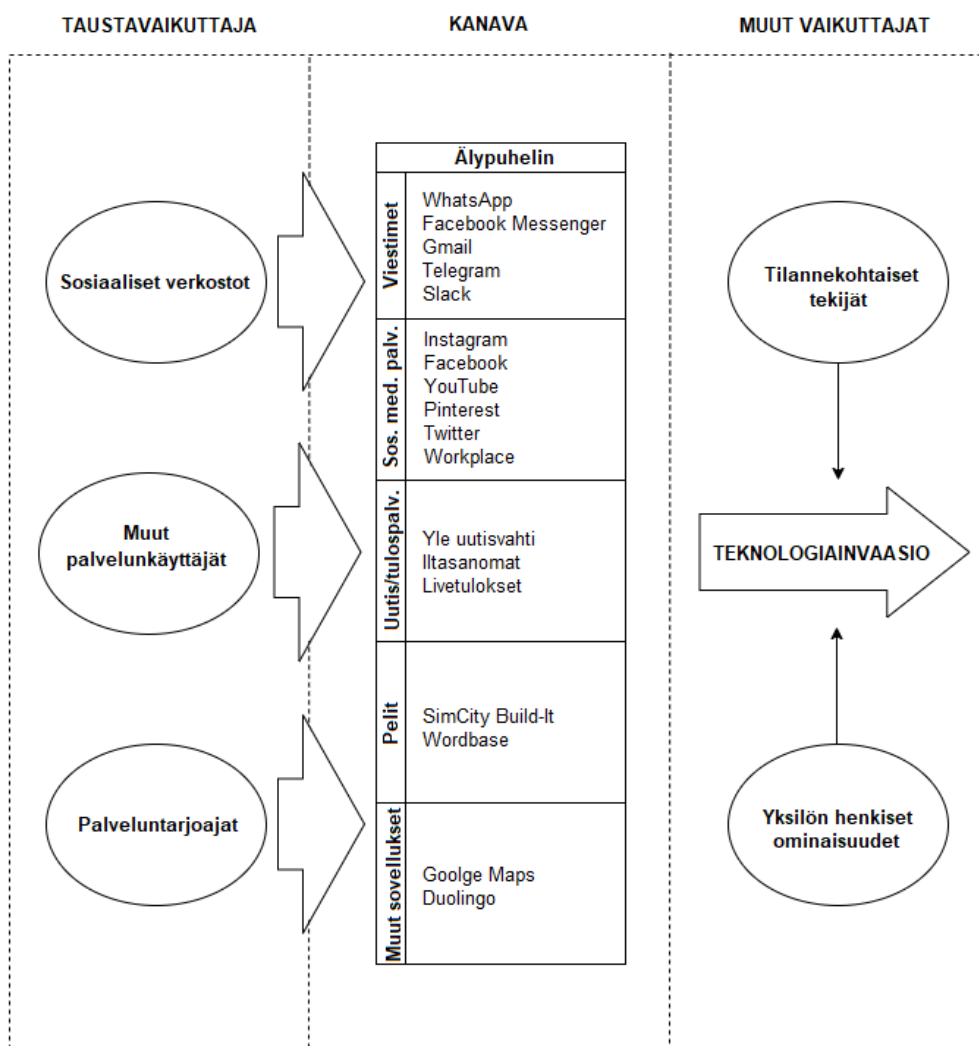 TAUSTAVAIKUTTAJA
KANAVA
MUUT VAIKUTTAJAT
Sosiaaliset verkostot
Muut
palvelunkäyttäjät
Palveluntarjoajat
Älypuhelin
Viestimet
WhatsApp
Facebook Messenger
Gmail
Telegram
Slack
Sos. med. palv.
Instagram
Facebook
YouTube
Pinterest
Twitter
Workplace
Uutis/tulospalv.
Yle uutisvahti
Iltasanomat
Livetulokset
Pelit
SimCity Build-It
Wordbase
Muut sovellukset
Goolge Maps
Duolingo
Tilannekohtaiset
tekijät
TEKNOLOGIAINVAASIO
Yksilön henkiset
ominaisuudet